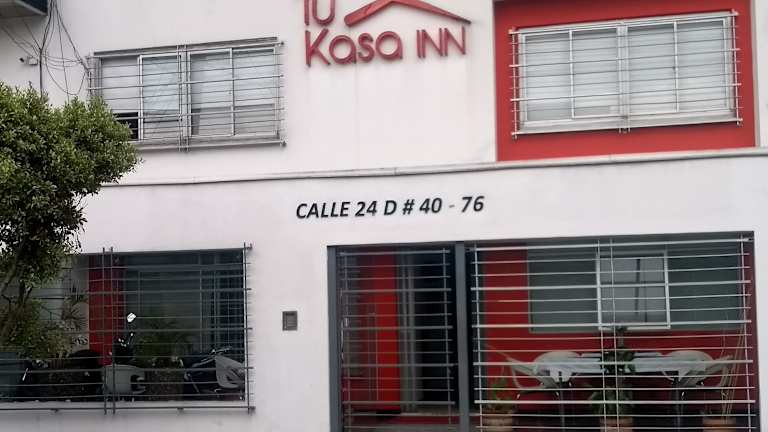 TU
Kasa INN
CALLE 24 D # 40 - 76